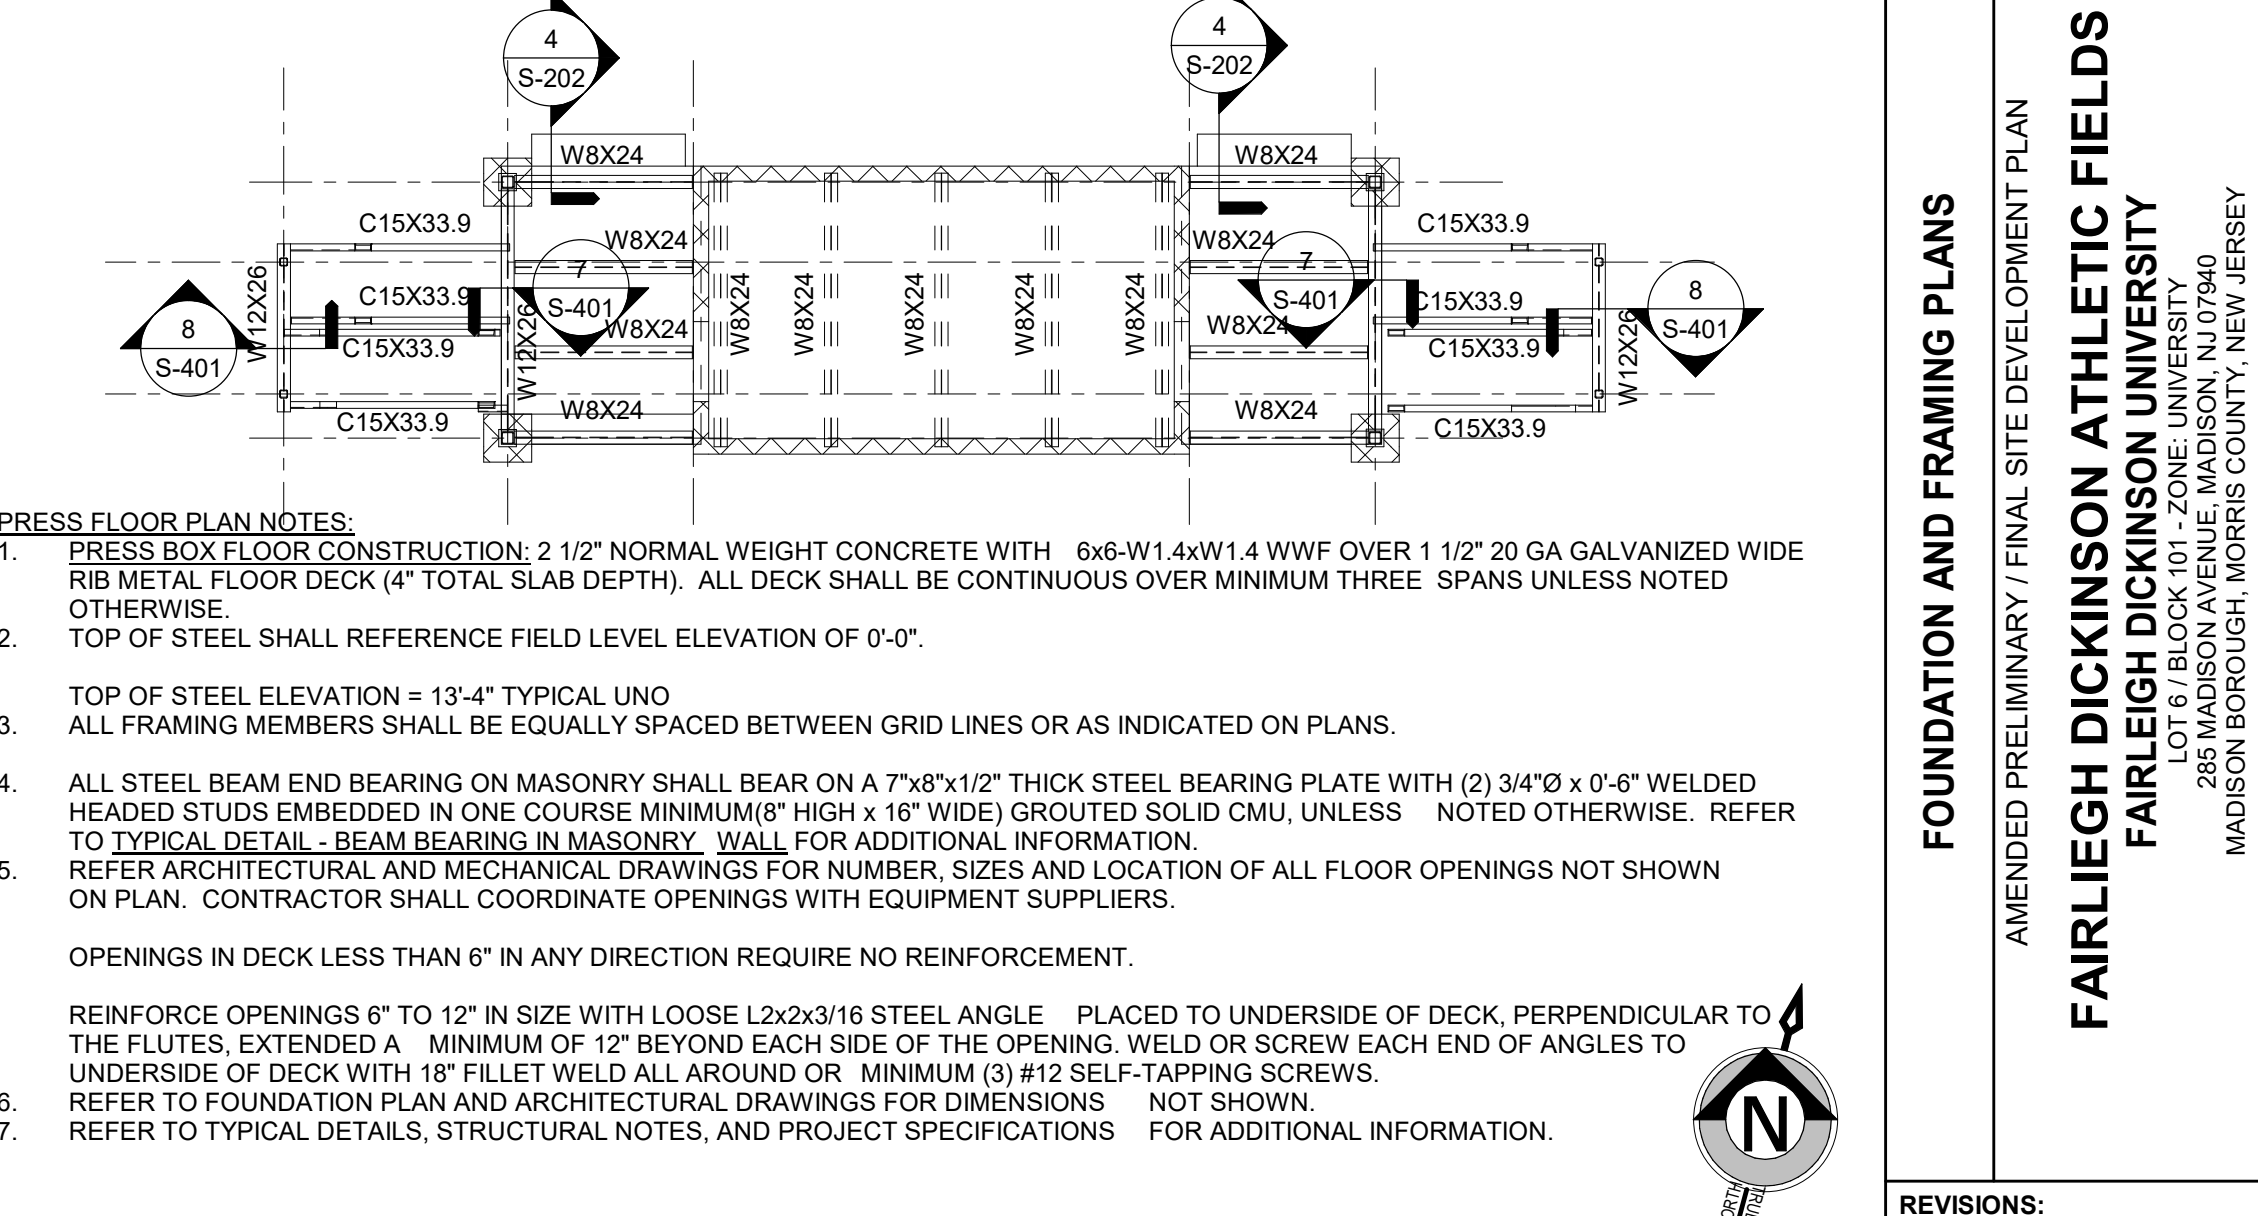 4
S-202
4
S-202
W8X24
W8X24
C15X33.9
W8X24
W8X24
C15X33.9
7
S-401
7
S-401
8
S-401
W12X26
C15X33.9
C15X33.9
C15X33.9
W12X26
W8X24
W8X24
W8X24
W8X24
W8X24
W8X24
W8X24
C15X33.9
C15X33.9
W12X26
8
S-401
C15X33.9
W8X24
W8X24
C15X33.9
PRESS FLOOR PLAN NOTES:
1. PRESS BOX FLOOR CONSTRUCTION: 2 1/2" NORMAL WEIGHT CONCRETE WITH 6x6-W1.4xW1.4 WWF OVER 1 1/2" 20 GA GALVANIZED WIDE
RIB METAL FLOOR DECK (4" TOTAL SLAB DEPTH). ALL DECK SHALL BE CONTINUOUS OVER MINIMUM THREE SPANS UNLESS NOTED
OTHERWISE.
2. TOP OF STEEL SHALL REFERENCE FIELD LEVEL ELEVATION OF 0'-0".
TOP OF STEEL ELEVATION = 13'-4" TYPICAL UNO
3. ALL FRAMING MEMBERS SHALL BE EQUALLY SPACED BETWEEN GRID LINES OR AS INDICATED ON PLANS.
4. ALL STEEL BEAM END BEARING ON MASONRY SHALL BEAR ON A 7"x8"x1/2" THICK STEEL BEARING PLATE WITH (2) 3/4"Ø x 0'-6" WELDED
HEADED STUDS EMBEDDED IN ONE COURSE MINIMUM(8" HIGH x 16" WIDE) GROUTED SOLID CMU, UNLESS NOTED OTHERWISE. REFER
TO TYPICAL DETAIL - BEAM BEARING IN MASONRY WALL FOR ADDITIONAL INFORMATION.
5. REFER ARCHITECTURAL AND MECHANICAL DRAWINGS FOR NUMBER, SIZES AND LOCATION OF ALL FLOOR OPENINGS NOT SHOWN
ON PLAN. CONTRACTOR SHALL COORDINATE OPENINGS WITH EQUIPMENT SUPPLIERS.
OPENINGS IN DECK LESS THAN 6" IN ANY DIRECTION REQUIRE NO REINFORCEMENT.
REINFORCE OPENINGS 6" TO 12" IN SIZE WITH LOOSE L2x2x3/16 STEEL ANGLE PLACED TO UNDERSIDE OF DECK, PERPENDICULAR TO
THE FLUTES, EXTENDED A MINIMUM OF 12" BEYOND EACH SIDE OF THE OPENING. WELD OR SCREW EACH END OF ANGLES TO
UNDERSIDE OF DECK WITH 18" FILLET WELD ALL AROUND OR MINIMUM (3) #12 SELF-TAPPING SCREWS.
6. REFER TO FOUNDATION PLAN AND ARCHITECTURAL DRAWINGS FOR DIMENSIONS NOT SHOWN.
7. REFER TO TYPICAL DETAILS, STRUCTURAL NOTES, AND PROJECT SPECIFICATIONS FOR ADDITIONAL INFORMATION.
N
FOUNDATION AND FRAMING PLANS
AMENDED PRELIMINARY / FINAL SITE DEVELOPMENT PLAN
FAIRLIEGH DICKINSON ATHLETIC FIELDS
FAIRLEIGH DICKINSON UNIVERSITY
LOT 6 / BLOCK 101 - ZONE: UNIVERSITY
285 MADISON AVENUE, MADISON, NJ 07940
MADISON BOROUGH, MORRIS COUNTY, NEW JERSEY
REVISIONS: